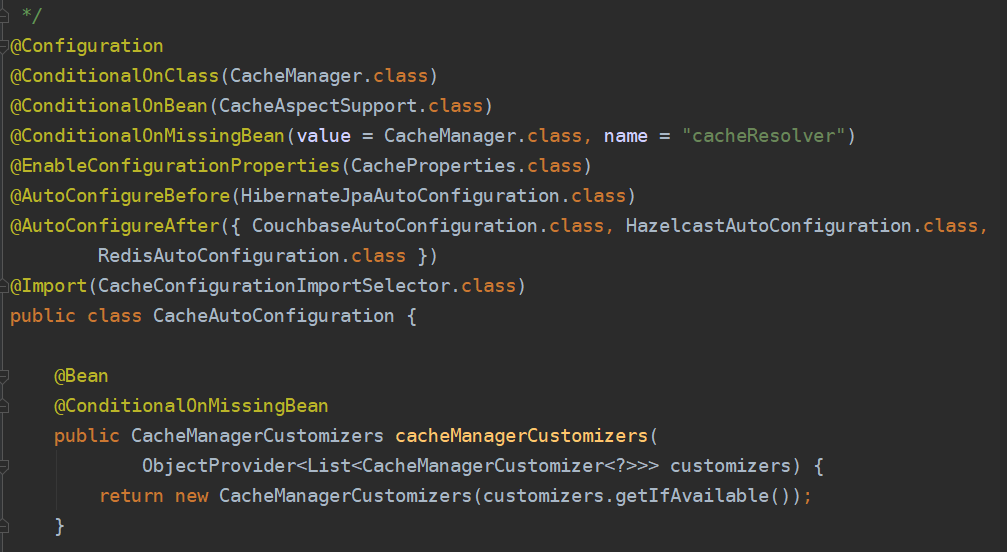 */
@Configuration
@ConditionalOnClass(CacheManager.class)
@ConditionalOnBean(CacheAspectSupport.class)
@ConditionalOnMissingBean(value = CacheManager.class, name = "cacheResolver")
@EnableConfigurationProperties(CacheProperties.class)
@AutoConfigureBefore(HibernateJpaAutoConfiguration.class)
@AutoConfigureAfter({ CouchbaseAutoConfiguration.class, HazelcastAutoConfiguration.class,
        RedisAutoConfiguration.class })
@Import(CacheConfigurationImportSelector.class)
public class CacheAutoConfiguration {

    @Bean
    @ConditionalOnMissingBean
    public CacheManagerCustomizers cacheManagerCustomizers(
            ObjectProvider<List<CacheManagerCustomizer<?>>> customizers) {
        return new CacheManagerCustomizers(customizers.getIfAvailable());
    }